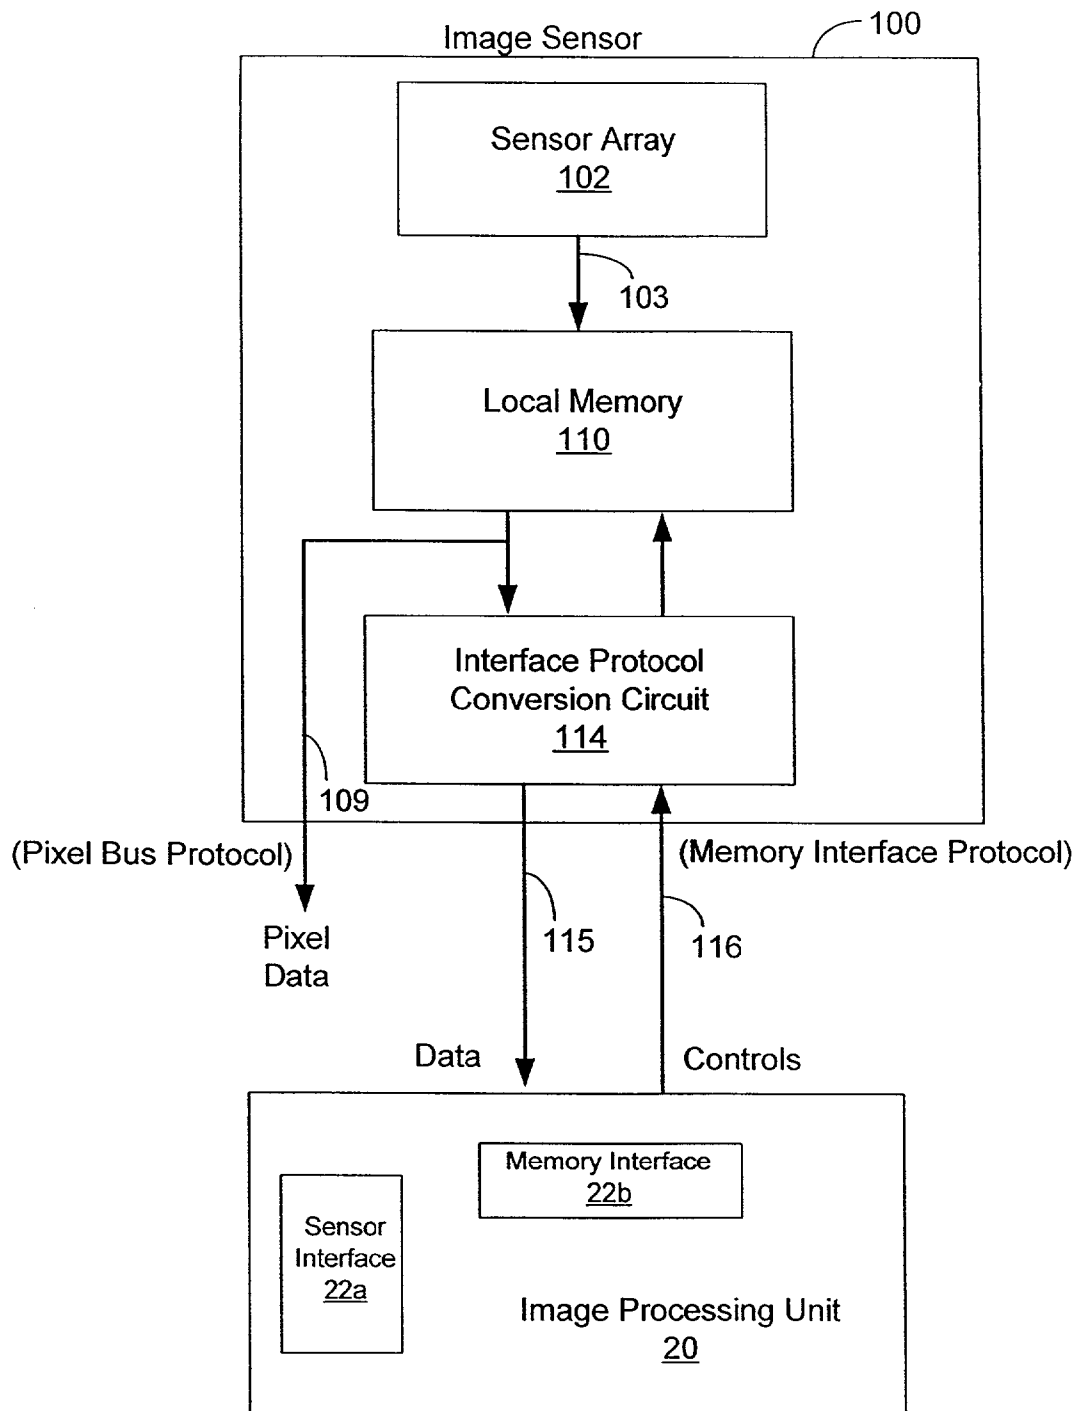 100
Image Sensor
Sensor Array
102
103
Local Memory
110
Interface Protocol
Conversion Circuit
114
109
(Pixel Bus Protocol)
(Memory Interface Protocol)
Pixel
Data
115
116
Data
Controls
Memory Interface
22b
Sensor
Interface
22a
Image Processing Unit
20